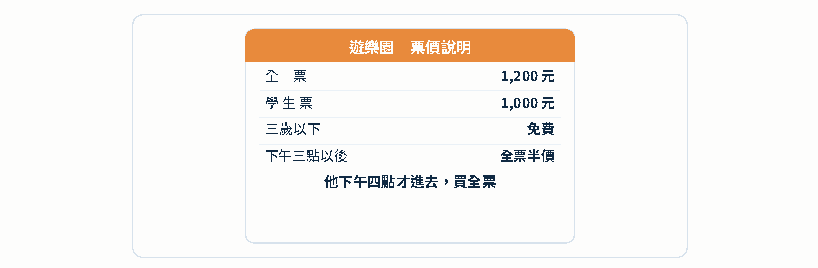 遊樂園　票價說明
全　票　1,200 元
學 生 票　1,000 元
三歲以下　免費
下午三點以後　全票半價
他下午四點才進去，買全票